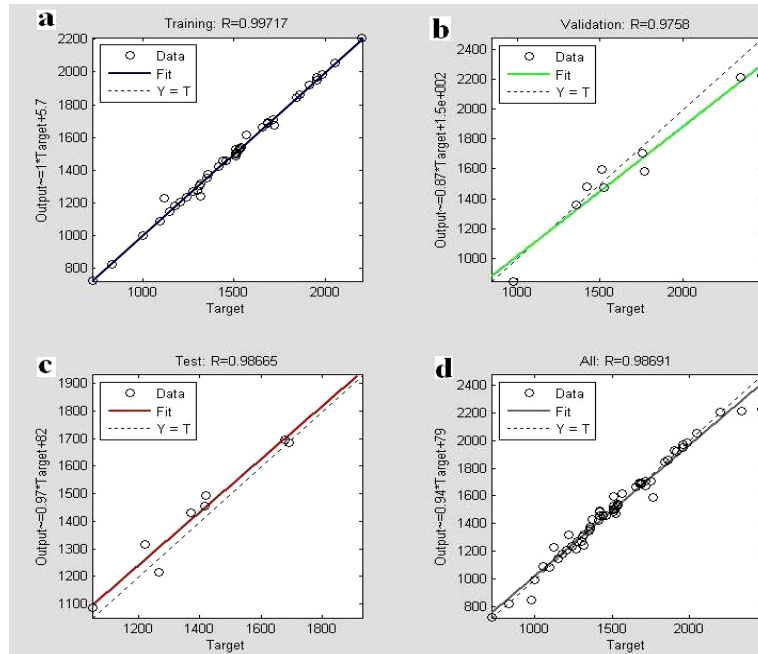 a
Training: R=0.99717
Data
Fit
Y = T
Output~=1*Target+5.7
2200
2000
1800
1600
1400
1200
1000
800
1000
1500
2000
Target
b
Validation: R=0.9758
Data
Fit
Y = T
Output~=0.87*Target+1.5e+002
2400
2200
2000
1800
1600
1400
1200
1000
1000
1500
2000
Target
c
Test: R=0.98665
Data
Fit
Y = T
Output~=0.97*Target+82
1900
1800
1700
1600
1500
1400
1300
1200
1100
1200
1400
1600
1800
Target
d
All: R=0.98691
Data
Fit
Y = T
Output~=0.94*Target+79
2400
2200
2000
1800
1600
1400
1200
1000
800
1000
1500
2000
Target